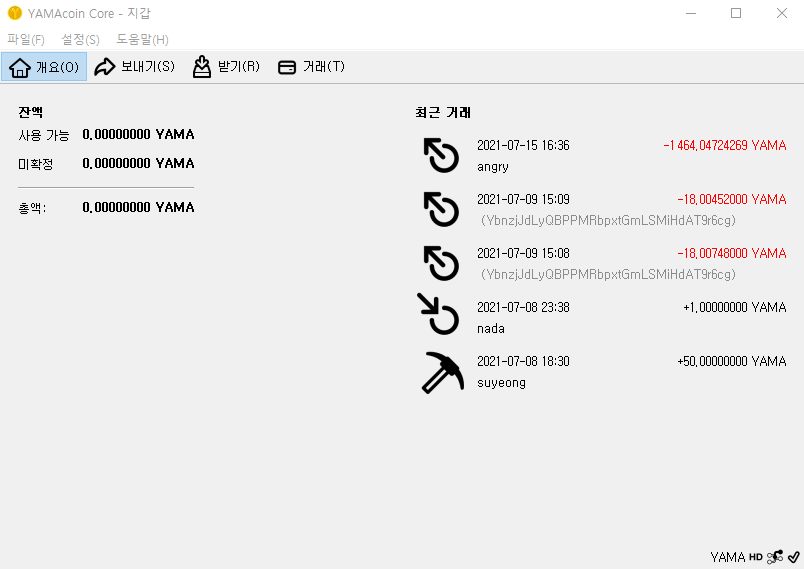 YAMAcoin Core - 지갑
파일(F) 설정(S) 도움말(H)
개요(O) 보내기(S) 받기(R) 거래(T)
잔액
사용 가능 0.00000000 YAMA
미확정 0.00000000 YAMA
총액: 0.00000000 YAMA
최근 거래
2021-07-15 16:36 -1 464.04724269 YAMA
angry
2021-07-09 15:09 -18.00452000 YAMA
(YbnzjJdLyQBPPMRbpxtGmLSMiHdAT9r6cg)
2021-07-09 15:08 -18.00748000 YAMA
(YbnzjJdLyQBPPMRbpxtGmLSMiHdAT9r6cg)
2021-07-08 23:38 +1.00000000 YAMA
nada
2021-07-08 18:30 +50.00000000 YAMA
suyeong
YAMA HD